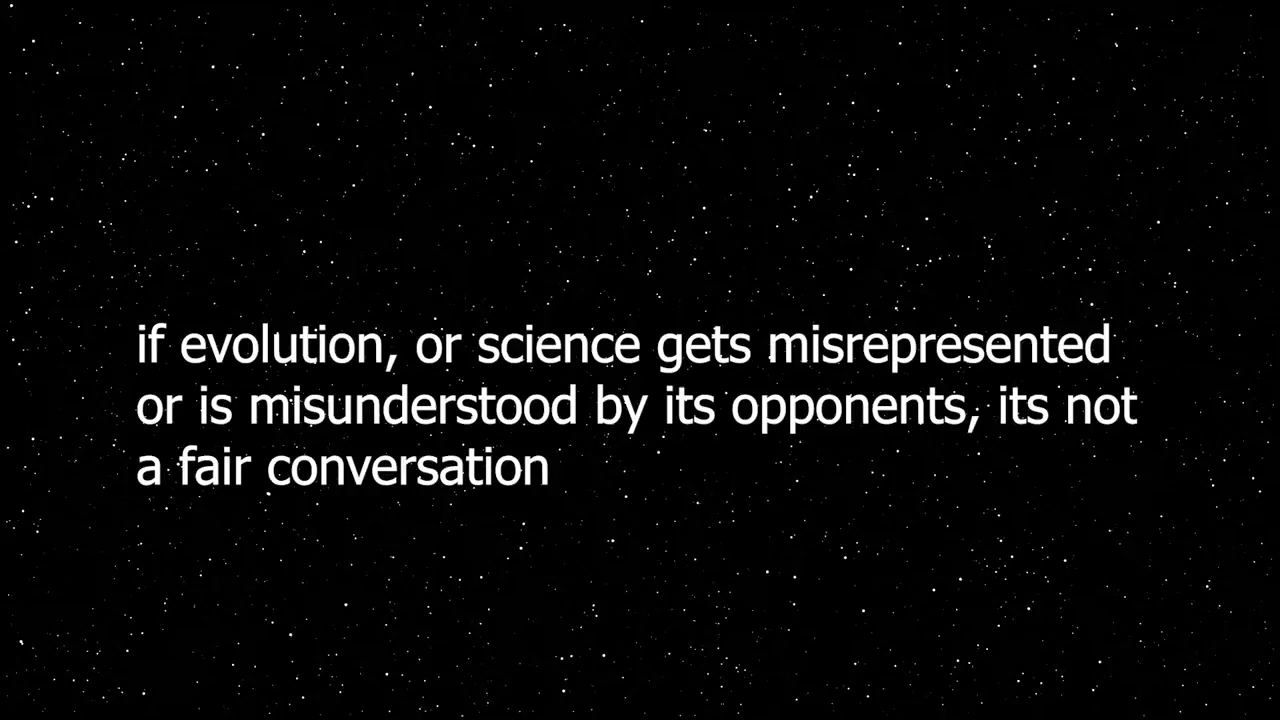 if evolution, or science gets misrepresented
or is misunderstood by its opponents, its not
a fair conversation